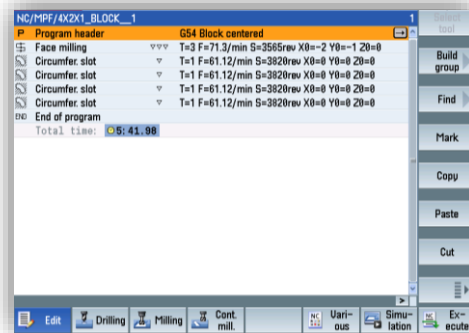 NC/MPF/4X2X1_BLOCK__1 1
P Program header G54 Block centered
Face milling ▽▽▽ T=3 F=71.3/min S=3565rev X0=-2 Y0=-1 Z0=0
Circumfer. slot ▽ T=1 F=61.12/min S=3820rev X0=0 Y0=0 Z0=0
Circumfer. slot ▽ T=1 F=61.12/min S=3820rev X0=0 Y0=0 Z0=0
Circumfer. slot ▽ T=1 F=61.12/min S=3820rev X0=0 Y0=0 Z0=0
Circumfer. slot ▽ T=1 F=61.12/min S=3820rev X0=0 Y0=0 Z0=0
END End of program
Total time: 05:41.98
Select
tool
Build
group
Find
Mark
Copy
Paste
Cut
Edit
Drilling
Milling
Cont.
mill.
Vari-
ous
Simu-
lation
Ex-
ecute